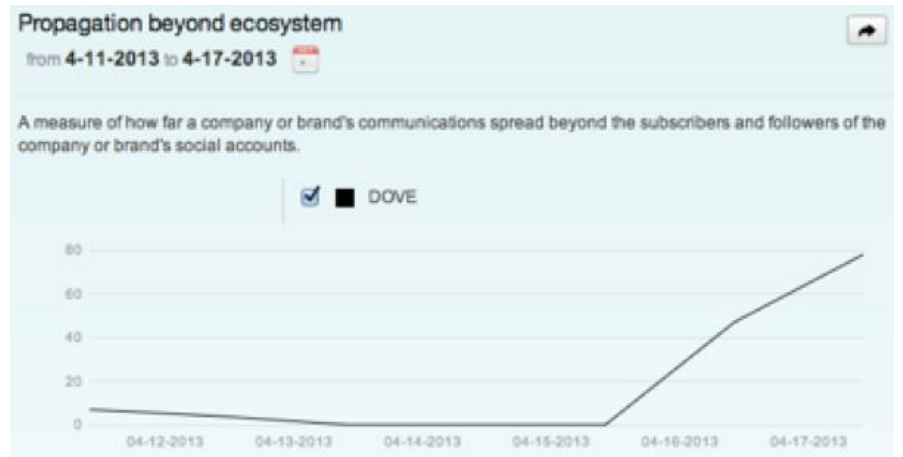 Propagation beyond ecosystem
from 4-11-2013 to 4-17-2013
A measure of how far a company or brand's communications spread beyond the subscribers and followers of the
company or brand's social accounts.
DOVE
80
60
40
20
0
04-12-2013 04-13-2013 04-14-2013 04-15-2013 04-16-2013 04-17-2013